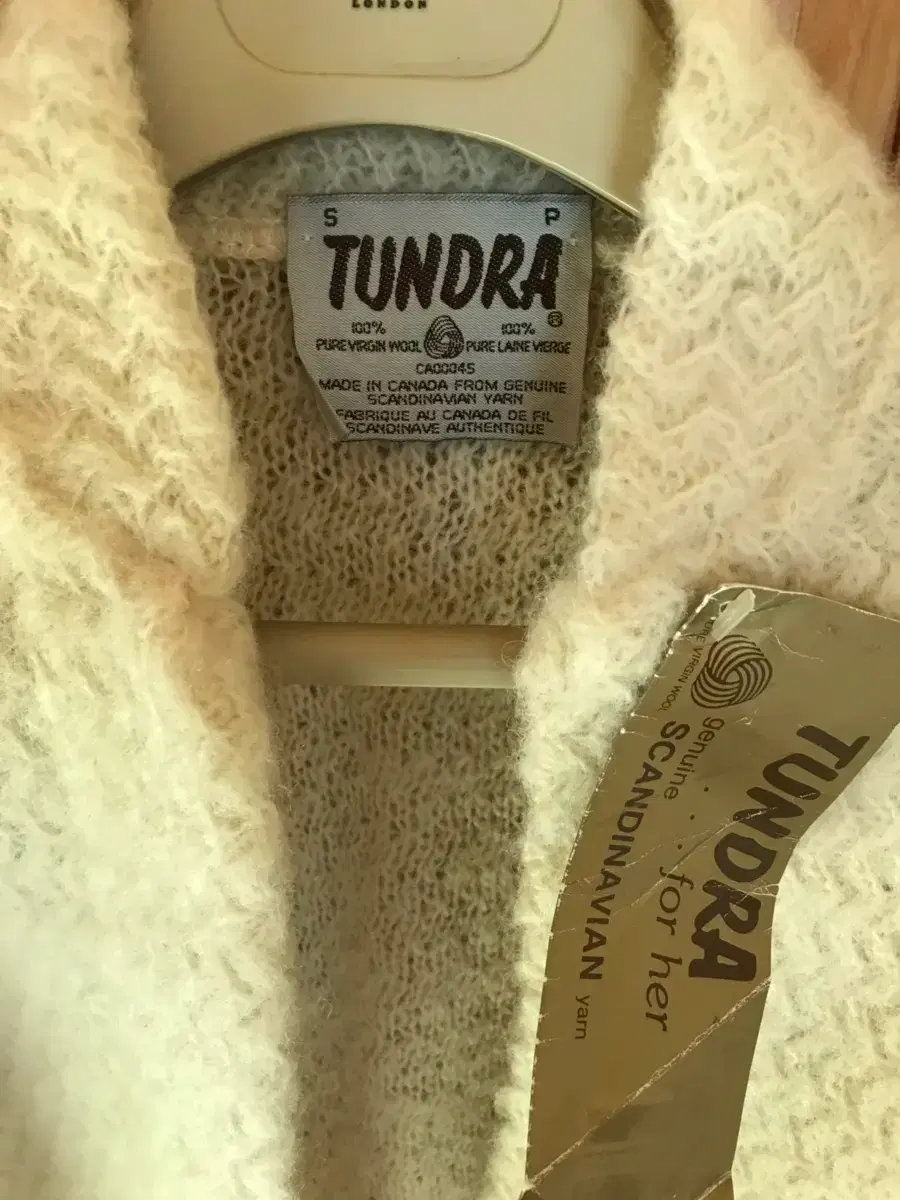 LONDON
S P
TUNDRA®
100% 100%
PURE VIRGIN WOOL PURE LAINE VIERGE
CA00045
MADE IN CANADA FROM GENUINE
SCANDINAVIAN YARN
FABRIQUE AU CANADA DE FIL
SCANDINAVE AUTHENTIQUE
TUNDRA
. . . for her
genuine
SCANDINAVIAN yarn
PURE VIRGIN WOOL